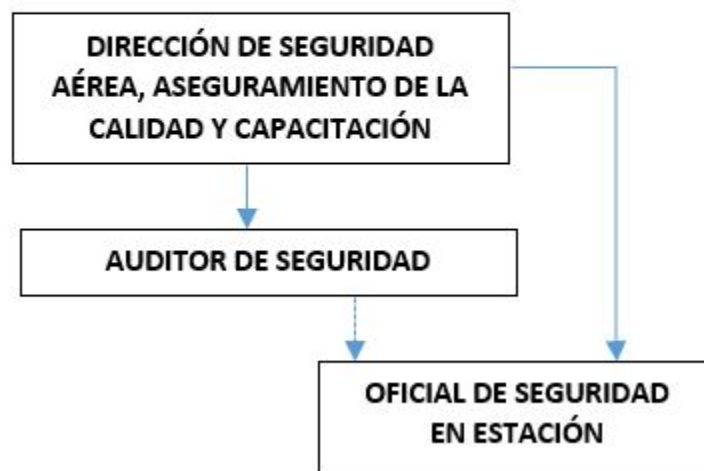 DIRECCIÓN DE SEGURIDAD
AÉREA, ASEGURAMIENTO DE LA
CALIDAD Y CAPACITACIÓN
AUDITOR DE SEGURIDAD
OFICIAL DE SEGURIDAD
EN ESTACIÓN